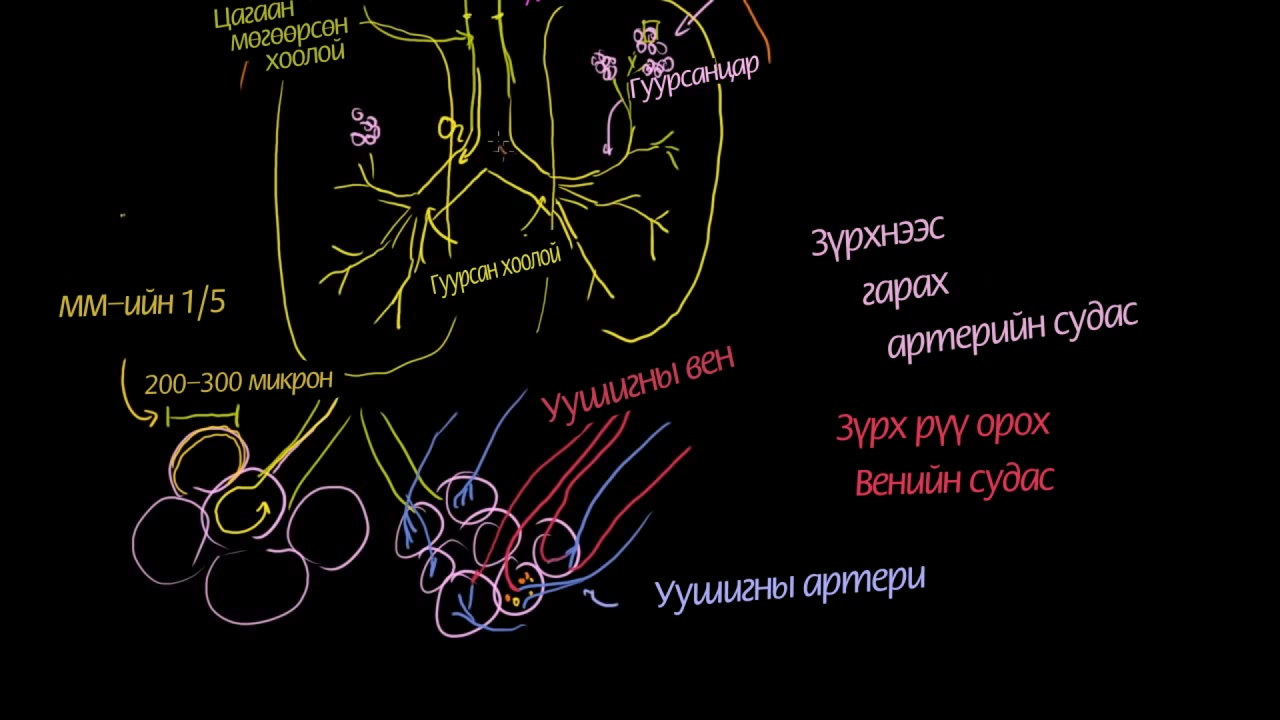 Цагаан
мөгөөрсөн
хоолой
Гуурсанцар
O₂
Гуурсан хоолой
Зүрхнээс
гарах
артерийн судас
мм-ийн 1/5
200-300 микрон
Уушигны вен
Зүрх рүү орох
Венийн судас
Уушигны артери